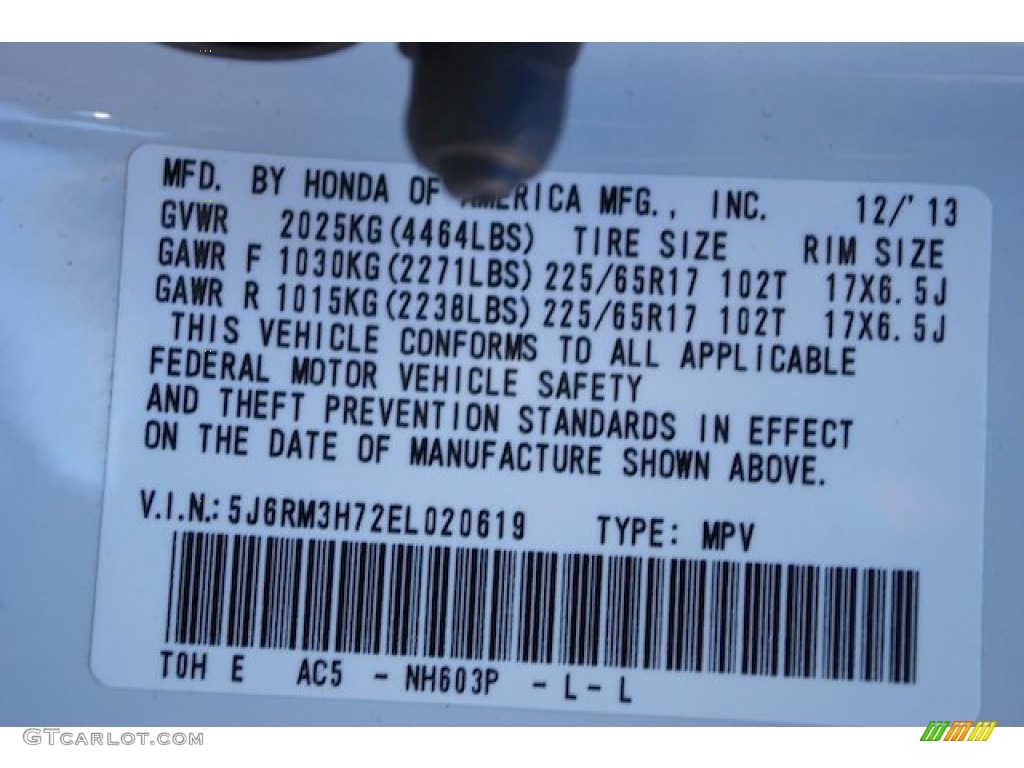 MFD. BY HONDA OF AMERICA MFG., INC. 12/'13
GVWR 2025KG(4464LBS) TIRE SIZE RIM SIZE
GAWR F 1030KG(2271LBS) 225/65R17 102T 17X6.5J
GAWR R 1015KG(2238LBS) 225/65R17 102T 17X6.5J
THIS VEHICLE CONFORMS TO ALL APPLICABLE
FEDERAL MOTOR VEHICLE SAFETY
AND THEFT PREVENTION STANDARDS IN EFFECT
ON THE DATE OF MANUFACTURE SHOWN ABOVE.
V.I.N.: 5J6RM3H72EL020619 TYPE: MPV
T0H E AC5 - NH603P - L - L
GTCARLOT.COM